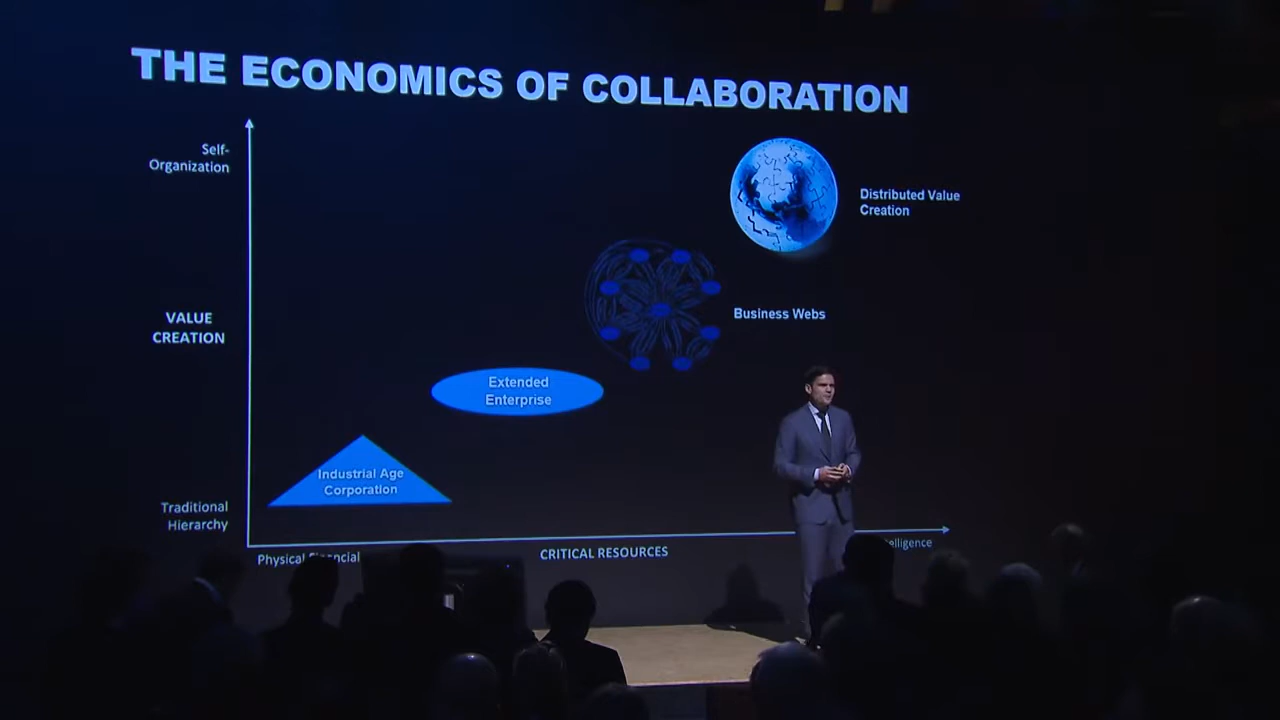 THE ECONOMICS OF COLLABORATION
Self-
Organization
Distributed Value
Creation
VALUE
CREATION
Business Webs
Extended
Enterprise
Industrial Age
Corporation
Traditional
Hierarchy
Physical
CRITICAL RESOURCES